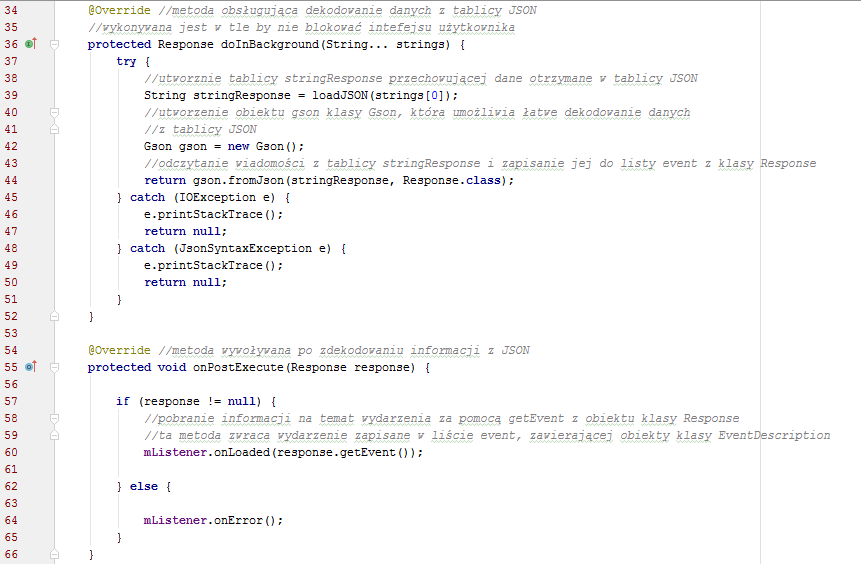 34 @Override //metoda obsługująca dekodowanie danych z tablicy JSON
35 //wykonywana jest w tle by nie blokować intefejsu użytkownika
36 protected Response doInBackground(String... strings) {
37 try {
38 //utworznie tablicy stringResponse przechowującej dane otrzymane w tablicy JSON
39 String stringResponse = loadJSON(strings[0]);
40 //utworzenie obiektu gson klasy Gson, która umożliwia łatwe dekodowanie danych
41 //z tablicy JSON
42 Gson gson = new Gson();
43 //odczytanie wiadomości z tablicy stringResponse i zapisanie jej do listy event z klasy Response
44 return gson.fromJson(stringResponse, Response.class);
45 } catch (IOException e) {
46 e.printStackTrace();
47 return null;
48 } catch (JsonSyntaxException e) {
49 e.printStackTrace();
50 return null;
51 }
52 }
53
54 @Override //metoda wywoływana po zdekodowaniu informacji z JSON
55 protected void onPostExecute(Response response) {
56
57 if (response != null) {
58 //pobranie informacji na temat wydarzenia za pomocą getEvent z obiektu klasy Response
59 //ta metoda zwraca wydarzenie zapisane w liście event, zawierającej obiekty klasy EventDescription
60 mListener.onLoaded(response.getEvent());
61
62 } else {
63
64 mListener.onError();
65 }
66 }